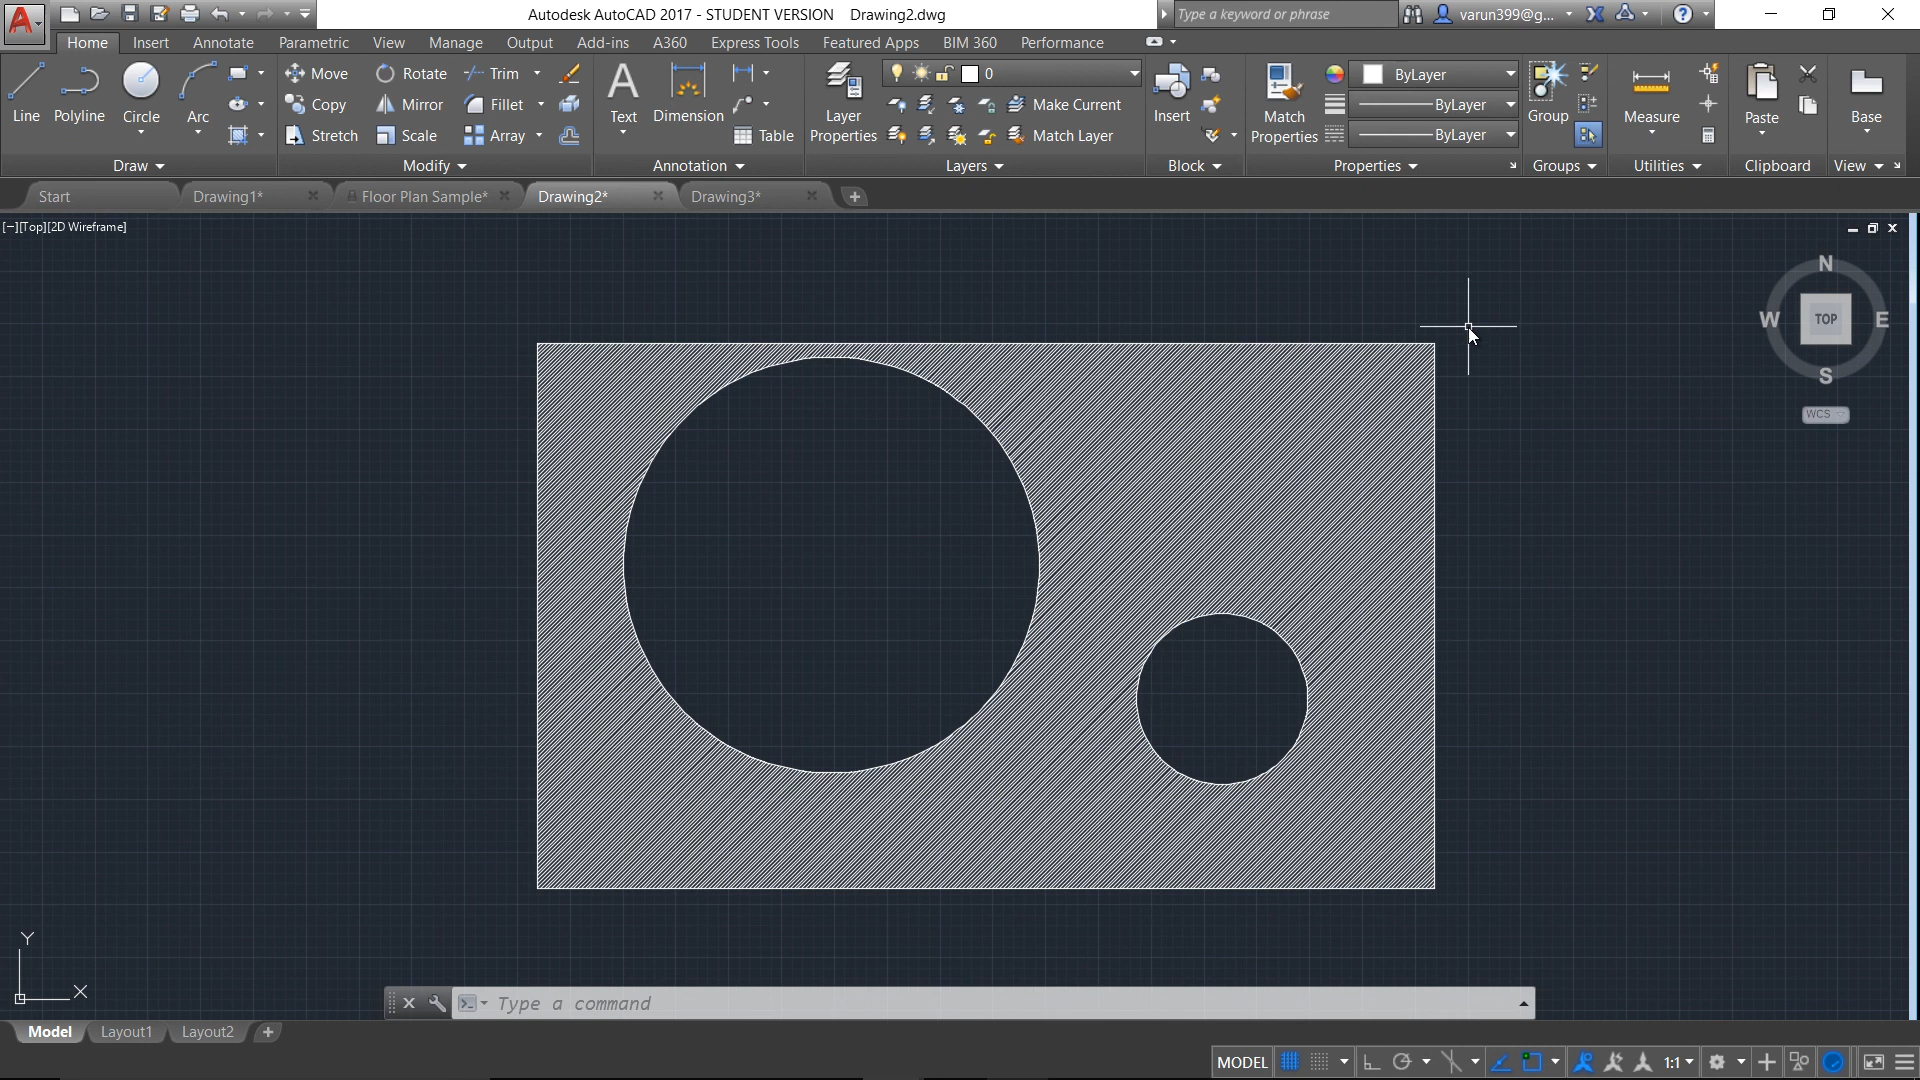 Autodesk AutoCAD 2017 - STUDENT VERSION Drawing2.dwg
Type a keyword or phrase
varun399@g...
Home Insert Annotate Parametric View Manage Output Add-ins A360 Express Tools Featured Apps BIM 360 Performance
Line Polyline Circle Arc
Move Rotate Trim
Copy Mirror Fillet
Stretch Scale Array
Text Dimension
Table
Layer
Properties
0
Make Current
Match Layer
Insert
Match
Properties
ByLayer
ByLayer
ByLayer
Group
Measure
Paste
Base
Draw Modify Annotation Layers Block Properties Groups Utilities Clipboard View
Start Drawing1* Floor Plan Sample* Drawing2* Drawing3*
[−][Top][2D Wireframe]
N
W TOP E
S
WCS
Y
X
Type a command
Model Layout1 Layout2
MODEL 1:1